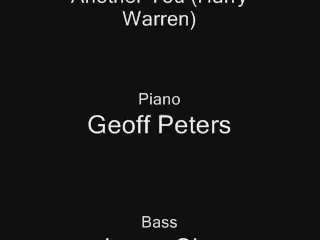 Another You (Harry
Warren)
Piano
Geoff Peters
Bass